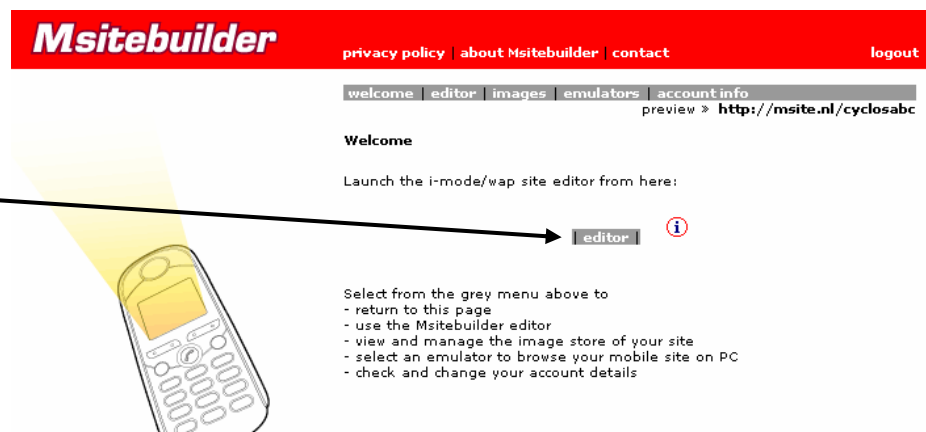 Msitebuilder
privacy policy | about Msitebuilder | contact logout
welcome | editor | images | emulators | account info
preview » http://msite.nl/cyclosabc
Welcome
Launch the i-mode/wap site editor from here:
| editor | i
Select from the grey menu above to
- return to this page
- use the Msitebuilder editor
- view and manage the image store of your site
- select an emulator to browse your mobile site on PC
- check and change your account details